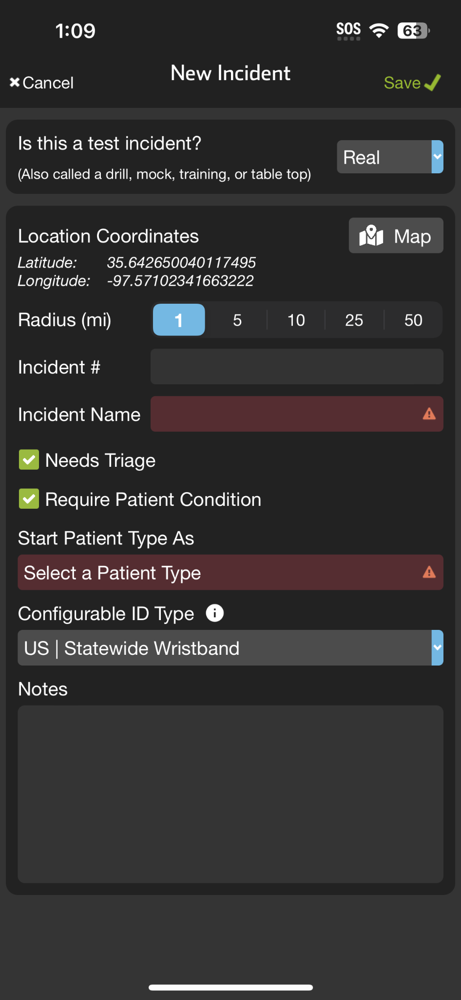 1:09
SOS
63
Cancel
New Incident
Save
Is this a test incident?
(Also called a drill, mock, training, or table top)
Real
Location Coordinates
Map
Latitude: 35.642650040117495
Longitude: -97.57102341663222
Radius (mi) 1 5 10 25 50
Incident #
Incident Name
Needs Triage
Require Patient Condition
Start Patient Type As
Select a Patient Type
Configurable ID Type
US | Statewide Wristband
Notes